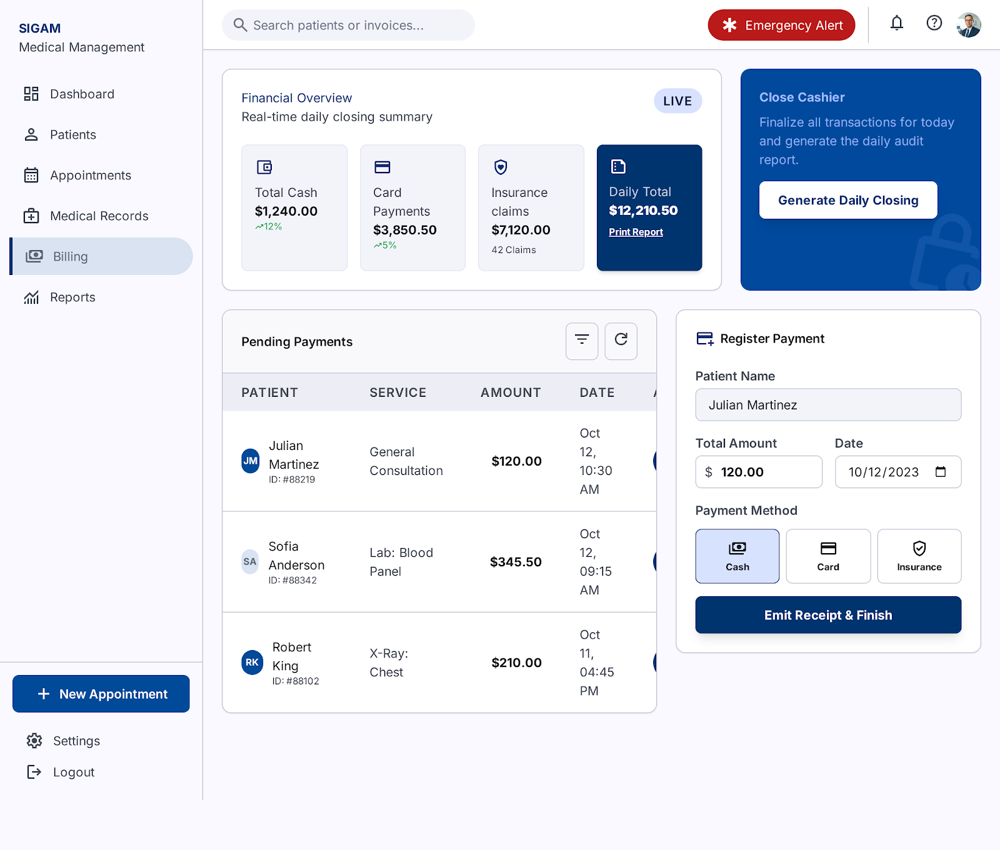 SIGAM
Medical Management
Dashboard
Patients
Appointments
Medical Records
Billing
Reports
New Appointment
Settings
Logout
Search patients or invoices...
Emergency Alert
Financial Overview
Real-time daily closing summary
LIVE
Total Cash
$1,240.00
12%
Card
Payments
$3,850.50
5%
Insurance
claims
$7,120.00
42 Claims
Daily Total
$12,210.50
Print Report
Close Cashier
Finalize all transactions for today
and generate the daily audit
report.
Generate Daily Closing
Pending Payments
PATIENT SERVICE AMOUNT DATE
JM
Julian
Martinez
ID: #88219
General
Consultation
$120.00
Oct
12,
10:30
AM
SA
Sofia
Anderson
ID: #88342
Lab: Blood
Panel
$345.50
Oct
12,
09:15
AM
RK
Robert
King
ID: #88102
X-Ray:
Chest
$210.00
Oct
11,
04:45
PM
Register Payment
Patient Name
Julian Martinez
Total Amount
$ 120.00
Date
10/12/2023
Payment Method
Cash
Card
Insurance
Emit Receipt & Finish